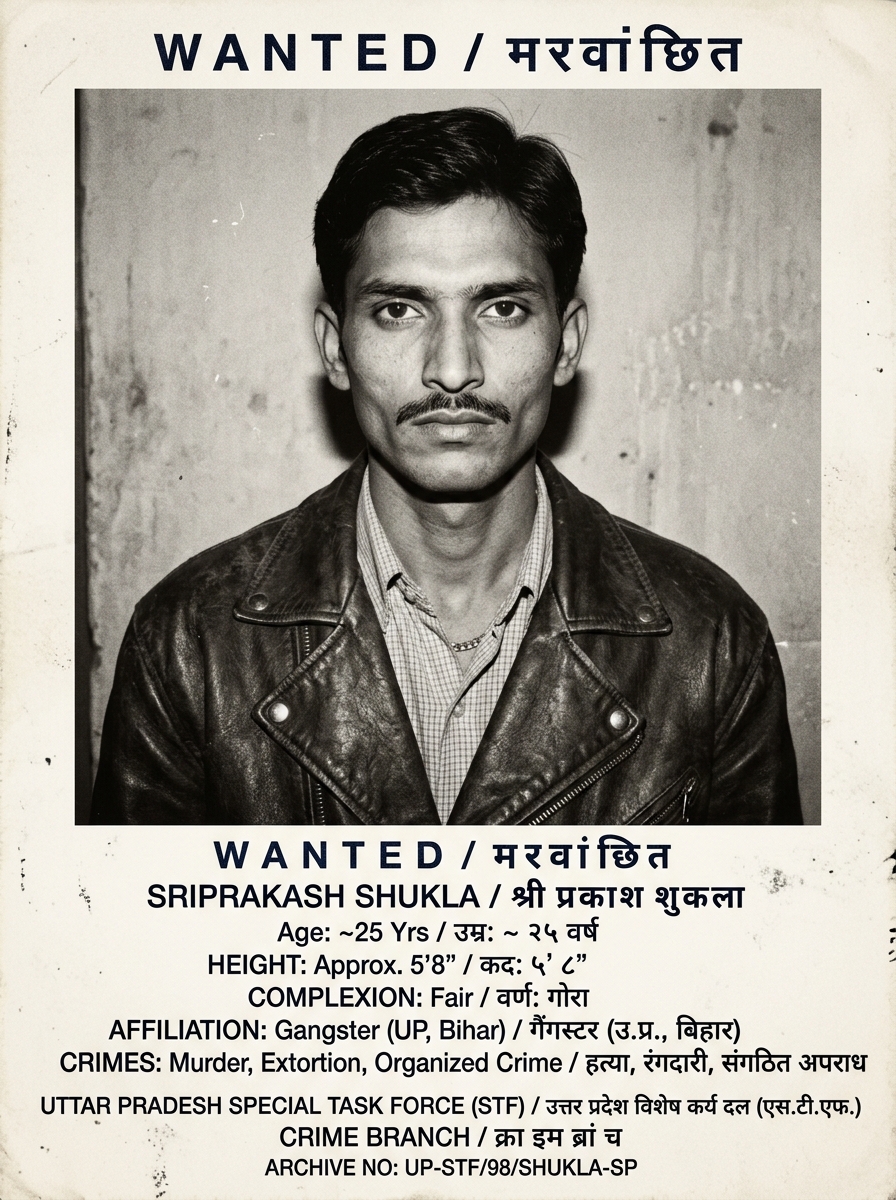 WANTED / मरवांछित
WANTED / मरवांछित
SRIPRAKASH SHUKLA / श्री प्रकाश शुकला
Age: ~25 Yrs / उम्र: ~ २५ वर्ष
HEIGHT: Approx. 5'8" / कद: ५' ८"
COMPLEXION: Fair / वर्ण: गोरा
AFFILIATION: Gangster (UP, Bihar) / गैंगस्टर (उ.प्र., बिहार)
CRIMES: Murder, Extortion, Organized Crime / हत्या, रंगदारी, संगठित अपराध
UTTAR PRADESH SPECIAL TASK FORCE (STF) / उत्तर प्रदेश विशेष कर्य दल (एस.टी.एफ.)
CRIME BRANCH / क्रा इम ब्रां च
ARCHIVE NO: UP-STF/98/SHUKLA-SP